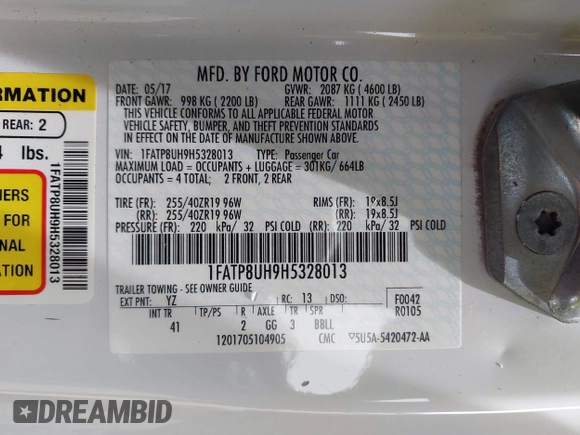 MFD. BY FORD MOTOR CO.
DATE: 05/17 GVWR: 2087 KG ( 4600 LB)
FRONT GAWR: 998 KG ( 2200 LB) REAR GAWR: 1111 KG ( 2450 LB)
THIS VEHICLE CONFORMS TO ALL APPLICABLE FEDERAL MOTOR
VEHICLE SAFETY, BUMPER, AND THEFT PREVENTION STANDARDS
IN EFFECT ON THE DATE OF MANUFACTURE SHOWN ABOVE.
VIN: 1FATP8UH9H5328013 TYPE: Passenger Car
MAXIMUM LOAD = OCCUPANTS + LUGGAGE = 301KG/ 664LB
OCCUPANTS = 4 TOTAL; 2 FRONT, 2 REAR
TIRE (FR): 255/40ZR19 96W RIMS (FR): 19x8.5J
(RR): 255/40ZR19 96W (RR): 19x8.5J
PRESSURE (FR): 220 kPa/ 32 PSI COLD (RR): 220 kPa/ 32 PSI COLD
1FATP8UH9H5328013
TRAILER TOWING - SEE OWNER GUIDE
EXT PNT: YZ RC: 13 DSO: F0042
R0105
INT TR TP/PS R AXLE TR SPR
41 2 GG 3 BBLL
1201705104905 CMC 5U5A-5420472-AA
ORMATION
REAR: 2
4 lbs.
1FATP8UH9H5328013
IERS
FOR
ONAL
ATION
DREAMBID